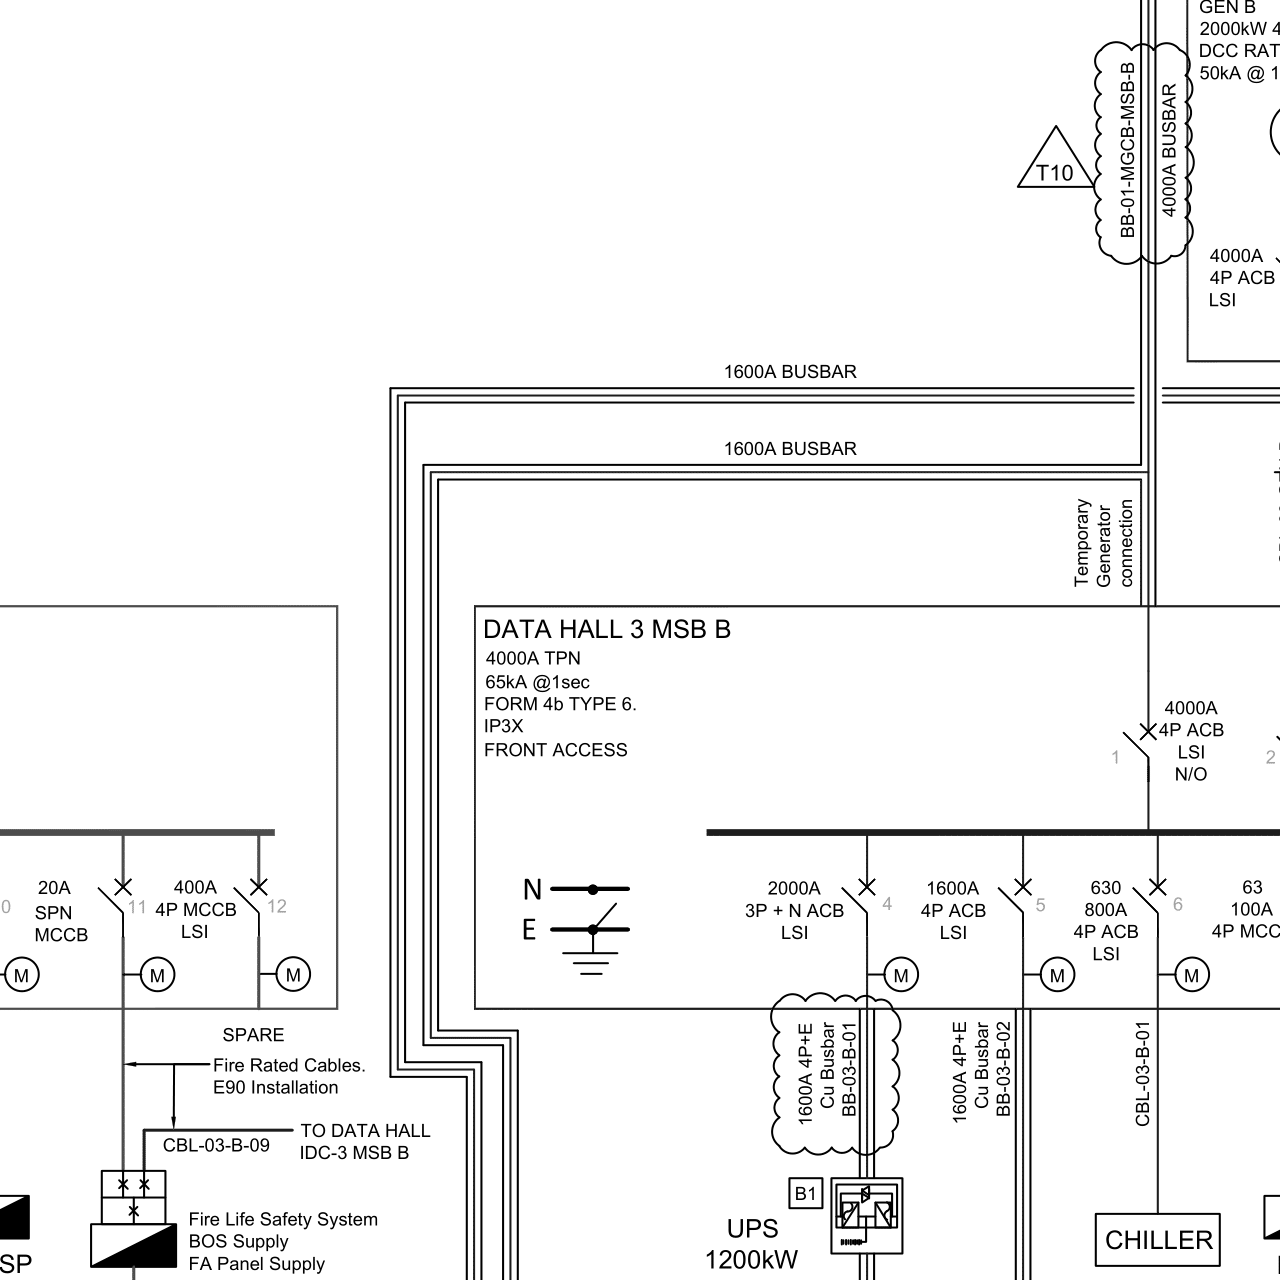 GEN B
2000kW 4
DCC RAT
50kA @ 1
BB-01-MGCB-MSB-B
4000A BUSBAR
T10
4000A
4P ACB
LSI
1600A BUSBAR
1600A BUSBAR
Temporary
Generator
connection
DATA HALL 3 MSB B
4000A TPN
65kA @1sec
FORM 4b TYPE 6.
IP3X
FRONT ACCESS
4000A
4P ACB
LSI
N/O
1
2
N
E
0
20A
SPN
MCCB
11
400A
4P MCCB
LSI
12
2000A
3P + N ACB
LSI
4
1600A
4P ACB
LSI
5
630
800A
4P ACB
LSI
6
63
100A
4P MCC
M
M
M
M
M
M
SPARE
Fire Rated Cables.
E90 Installation
CBL-03-B-09
TO DATA HALL
IDC-3 MSB B
1600A 4P+E
Cu Busbar
BB-03-B-01
1600A 4P+E
Cu Busbar
BB-03-B-02
CBL-03-B-01
B1
UPS
1200kW
CHILLER
SP
Fire Life Safety System
BOS Supply
FA Panel Supply